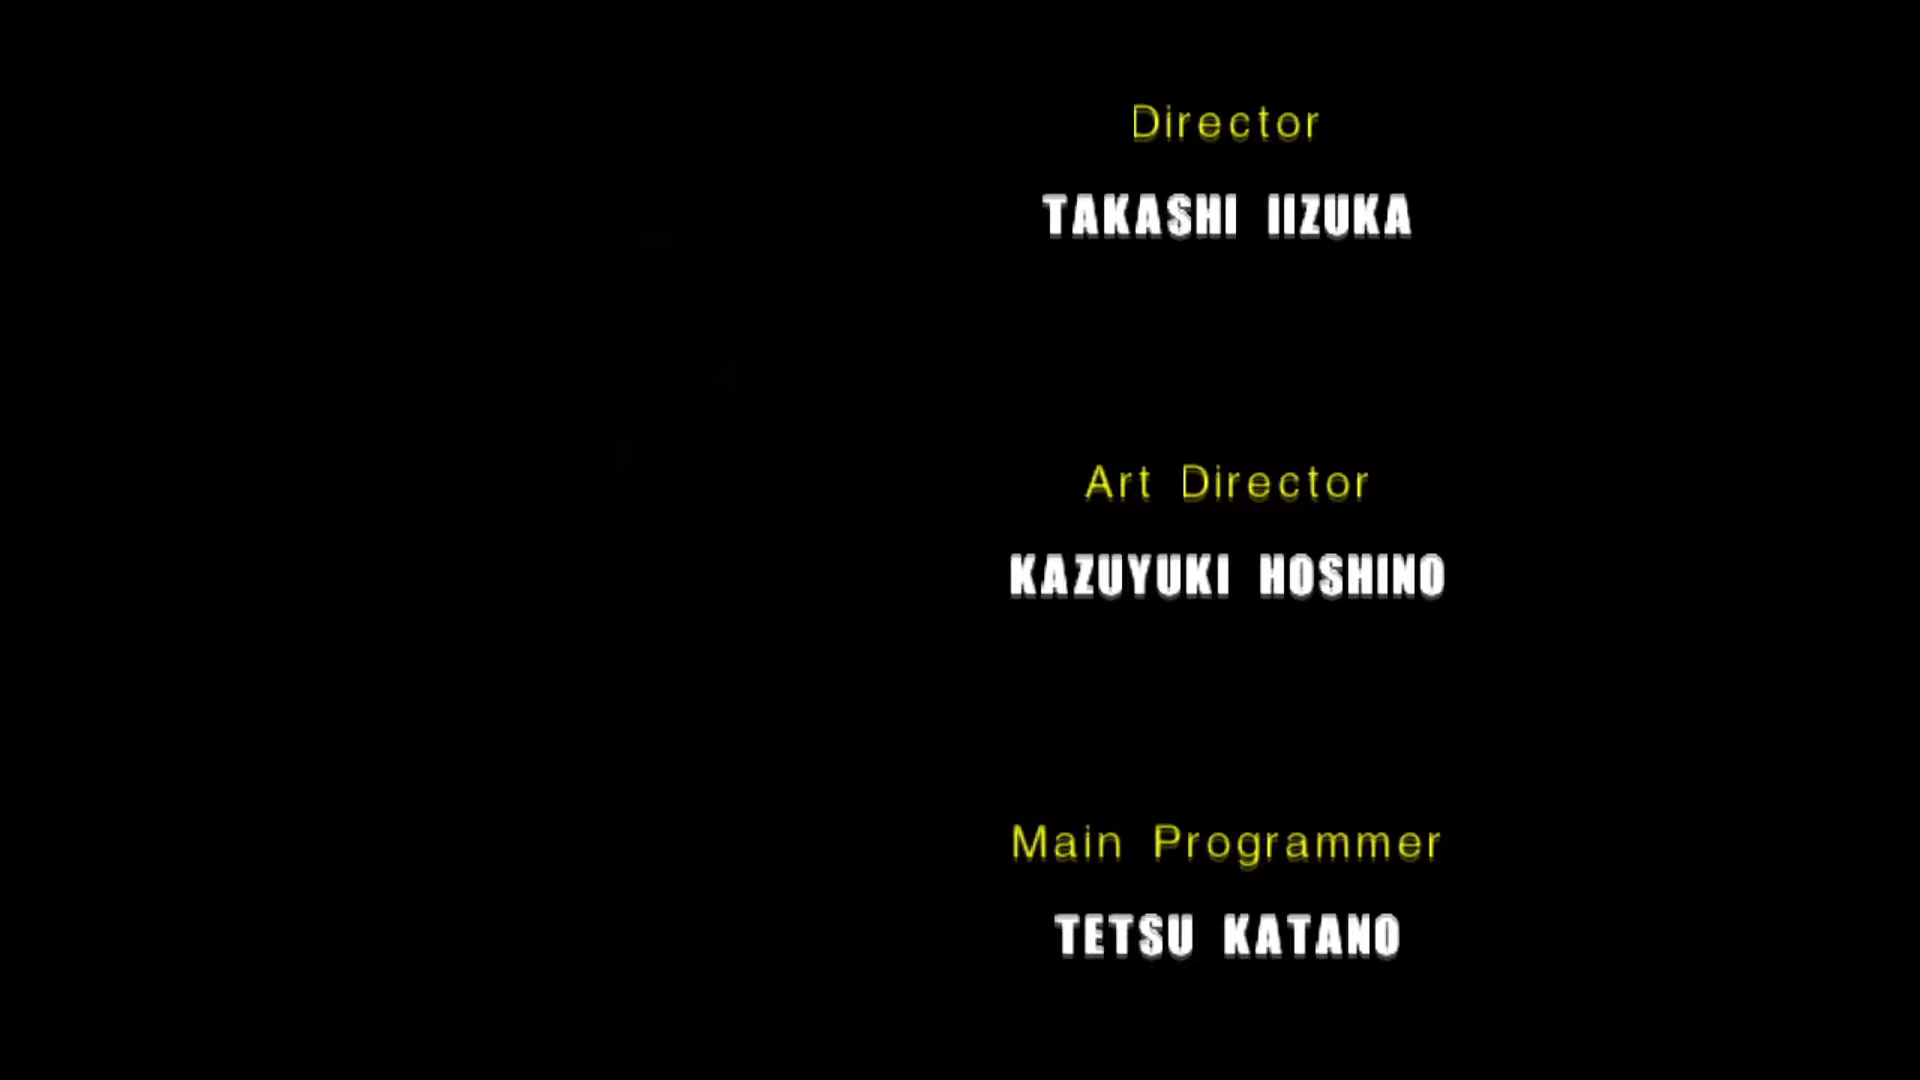 Director
TAKASHI IIZUKA
Art Director
KAZUYUKI HOSHINO
Main Programmer
TETSU KATANO